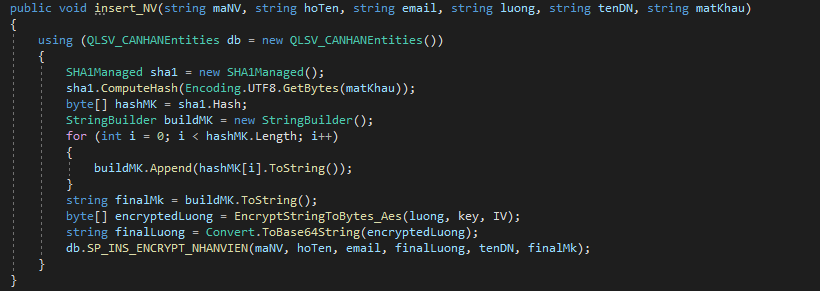 public void insert_NV(string maNV, string hoTen, string email, string luong, string tenDN, string matKhau)
{
    using (QLSV_CANHANEntities db = new QLSV_CANHANEntities())
    {
        SHA1Managed sha1 = new SHA1Managed();
        sha1.ComputeHash(Encoding.UTF8.GetBytes(matKhau));
        byte[] hashMK = sha1.Hash;
        StringBuilder buildMK = new StringBuilder();
        for (int i = 0; i < hashMK.Length; i++)
        {
            buildMK.Append(hashMK[i].ToString());
        }
        string finalMk = buildMK.ToString();
        byte[] encryptedLuong = EncryptStringToBytes_Aes(luong, key, IV);
        string finalLuong = Convert.ToBase64String(encryptedLuong);
        db.SP_INS_ENCRYPT_NHANVIEN(maNV, hoTen, email, finalLuong, tenDN, finalMk);
    }
}